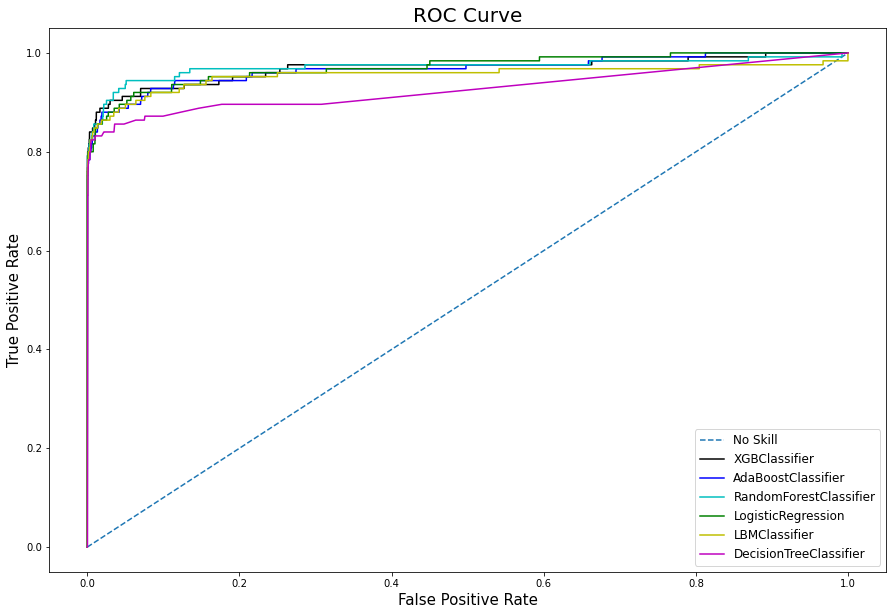 ROC Curve
True Positive Rate
1.0
0.8
0.6
0.4
0.2
0.0
0.0 0.2 0.4 0.6 0.8 1.0
False Positive Rate
No Skill
XGBClassifier
AdaBoostClassifier
RandomForestClassifier
LogisticRegression
LBMClassifier
DecisionTreeClassifier